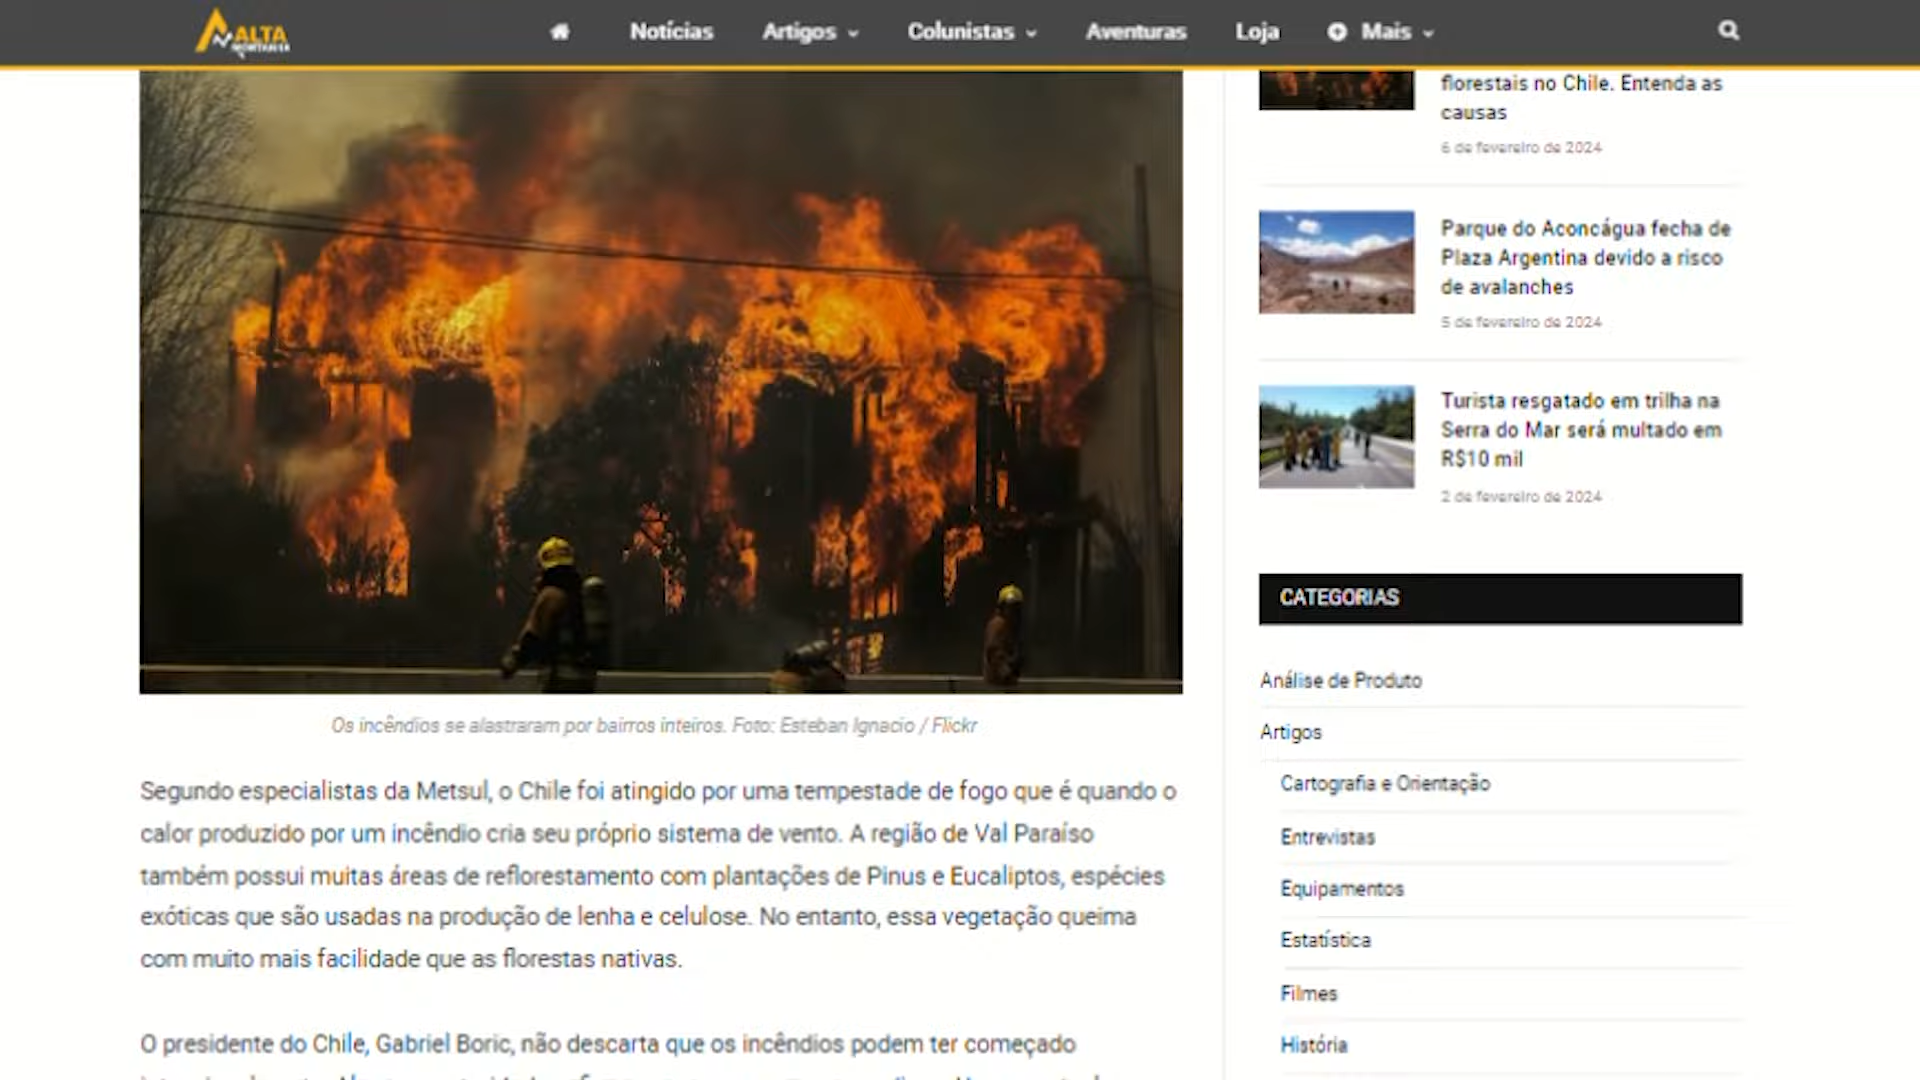 ALTA
MONTANHA
Notícias
Artigos
Colunistas
Aventuras
Loja
Mais
florestais no Chile. Entenda as
causas
6 de fevereiro de 2024
Parque do Aconcágua fecha de
Plaza Argentina devido a risco
de avalanches
5 de fevereiro de 2024
Turista resgatado em trilha na
Serra do Mar será multado em
R$10 mil
2 de fevereiro de 2024
CATEGORIAS
Análise de Produto
Artigos
Cartografia e Orientação
Entrevistas
Equipamentos
Estatística
Filmes
História
Os incêndios se alastraram por bairros inteiros. Foto: Esteban Ignacio / Flickr
Segundo especialistas da Metsul, o Chile foi atingido por uma tempestade de fogo que é quando o
calor produzido por um incêndio cria seu próprio sistema de vento. A região de Val Paraíso
também possui muitas áreas de reflorestamento com plantações de Pinus e Eucaliptos, espécies
exóticas que são usadas na produção de lenha e celulose. No entanto, essa vegetação queima
com muito mais facilidade que as florestas nativas.
O presidente do Chile, Gabriel Boric, não descarta que os incêndios podem ter começado